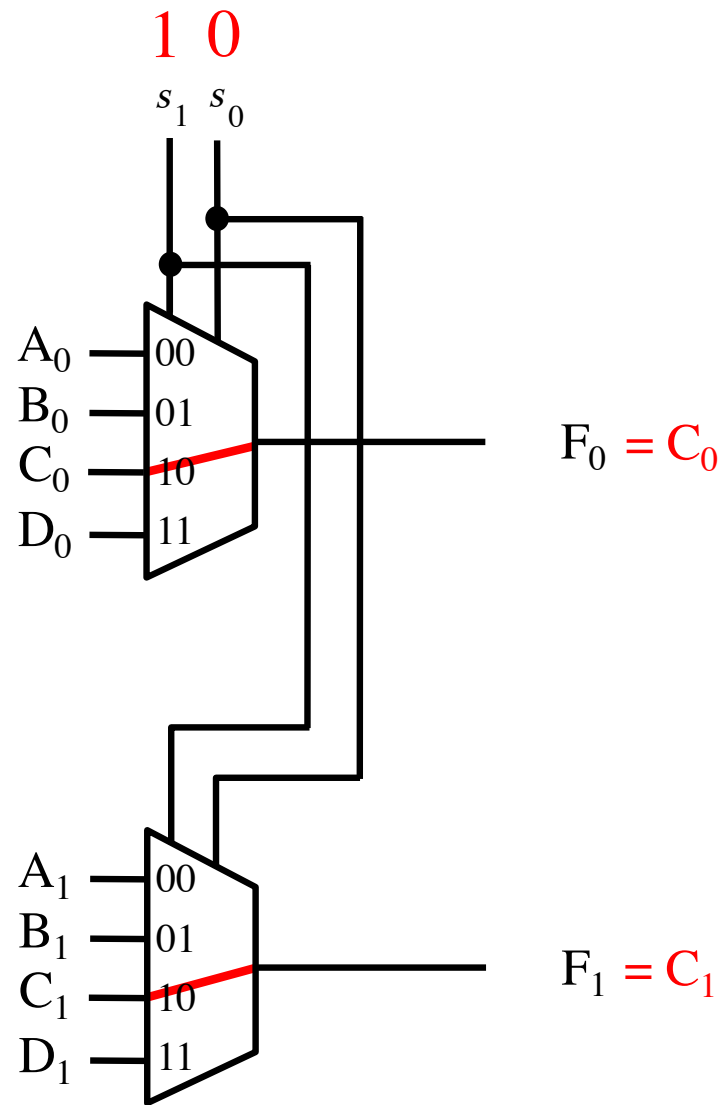 1 0
s₁ s₀
A₀ 00
B₀ 01
F₀ = C₀
C₀ 10
D₀ 11
A₁ 00
B₁ 01
F₁ = C₁
C₁ 10
D₁ 11